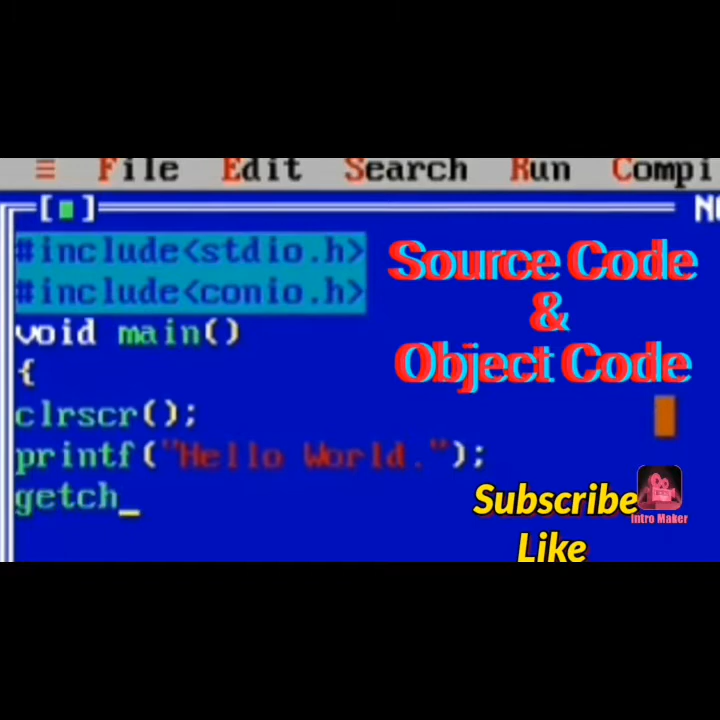 ≡ File Edit Search Run Compi
[■] N
#include<stdio.h>
#include<conio.h>
void main()
{
clrscr();
printf("Hello World.");
getch_
Source Code
&
Object Code
Subscribe
Like
Intro Maker